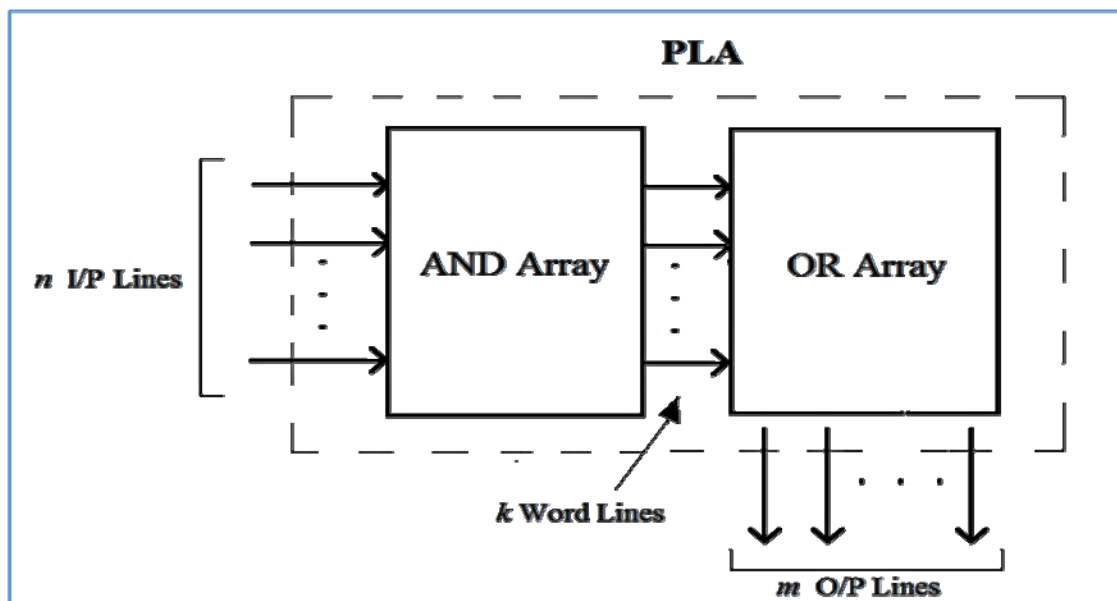 PLA
n I/P Lines
AND Array
OR Array
k Word Lines
m O/P Lines